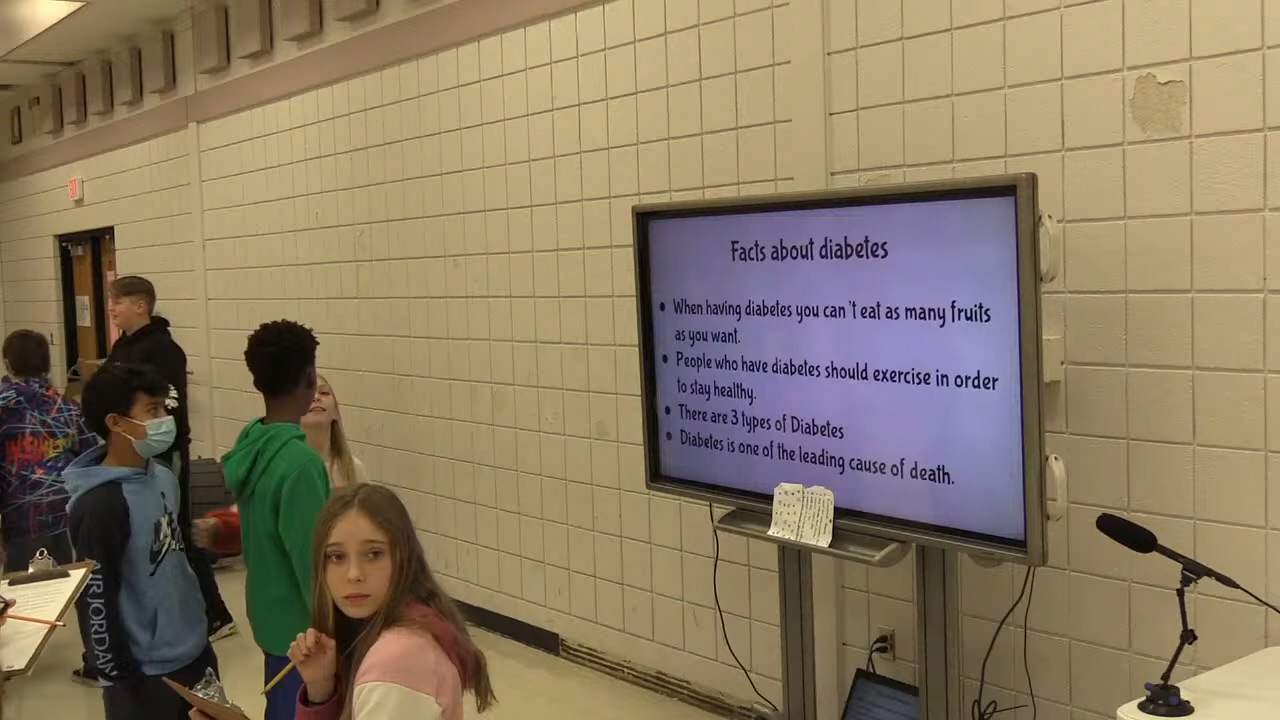 Facts about diabetes
• When having diabetes you can 't eat as many fruits
as you want.
• People who have diabetes should exercise in order
to stay healthy.
• There are 3 types of Diabetes
• Diabetes is one of the leading cause of death.
AIR JORDAN